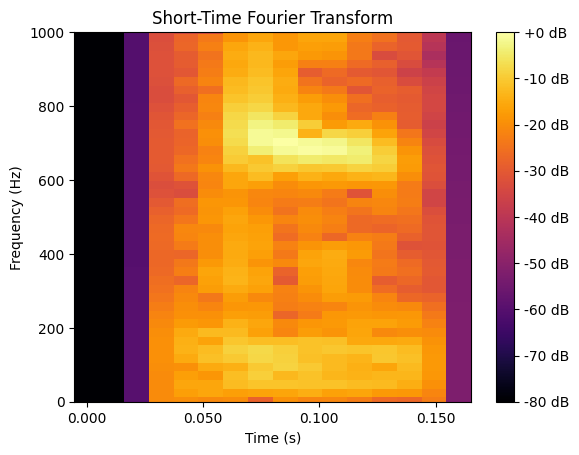 Short-Time Fourier Transform
1000
800
600
400
200
0
Frequency (Hz)
0.000
0.050
0.100
0.150
Time (s)
+0 dB
-10 dB
-20 dB
-30 dB
-40 dB
-50 dB
-60 dB
-70 dB
-80 dB